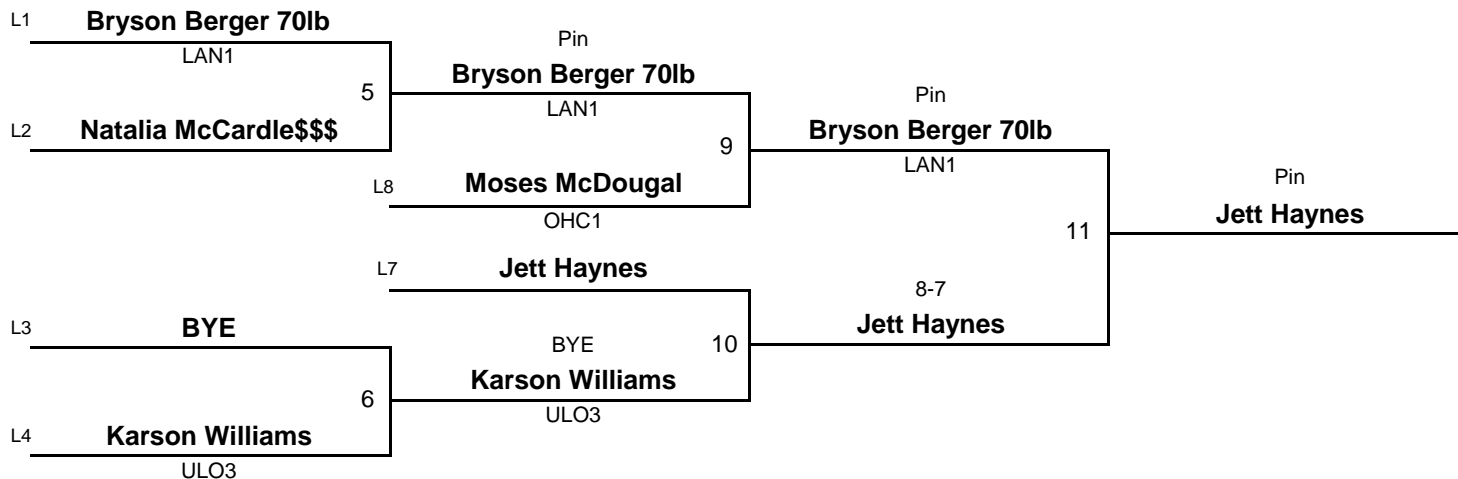 L1 Bryson Berger 70lb
LAN1
5
L2 Natalia McCardle$$$
Pin
Bryson Berger 70lb
LAN1
9
L8 Moses McDougal
OHC1
Pin
Bryson Berger 70lb
LAN1
11
Pin
Jett Haynes
L7 Jett Haynes
8-7
Jett Haynes
10
L3 BYE
BYE
Karson Williams
ULO3
6
L4 Karson Williams
ULO3